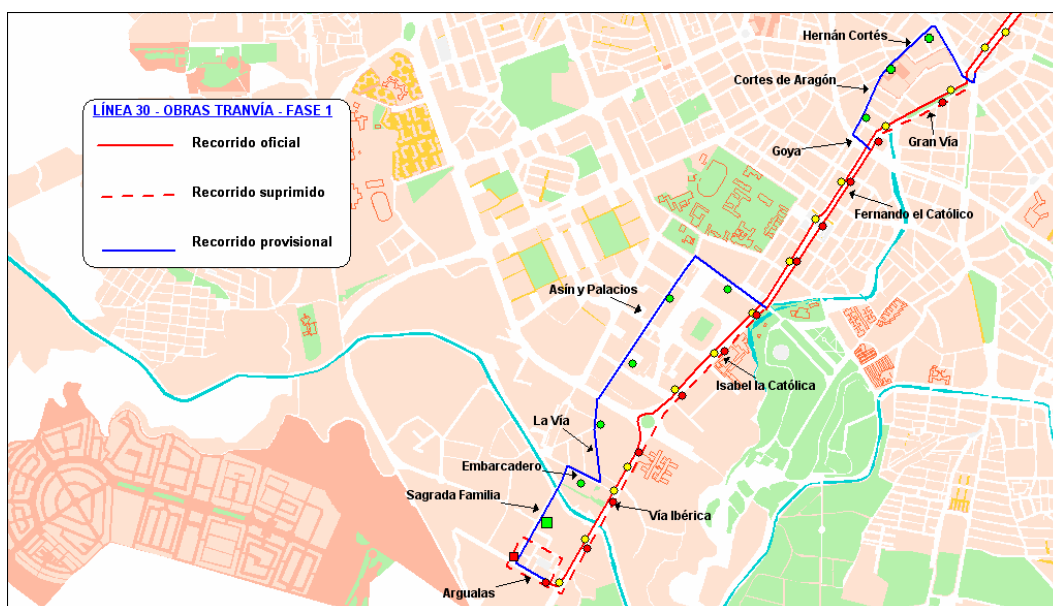 Hernán Cortés
Cortes de Aragón
LÍNEA 30 - OBRAS TRANVÍA - FASE 1
Recorrido oficial
Recorrido suprimido
Recorrido provisional
Goya
Gran Vía
Fernando el Católico
Asín y Palacios
Isabel la Católica
La Vía
Embarcadero
Sagrada Familia
Vía Ibérica
Argualas